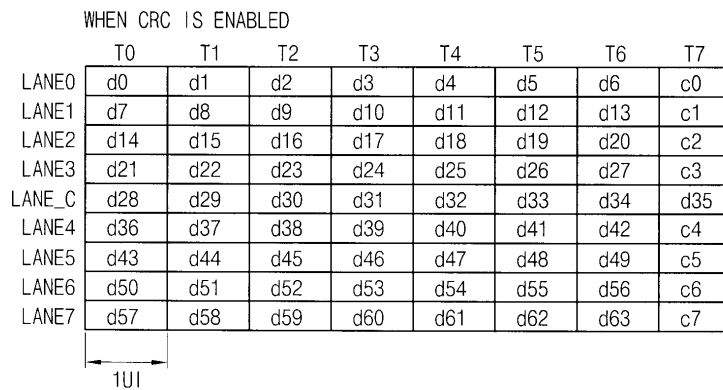 WHEN CRC IS ENABLED
T0 T1 T2 T3 T4 T5 T6 T7
LANE0 d0 d1 d2 d3 d4 d5 d6 c0
LANE1 d7 d8 d9 d10 d11 d12 d13 c1
LANE2 d14 d15 d16 d17 d18 d19 d20 c2
LANE3 d21 d22 d23 d24 d25 d26 d27 c3
LANE_C d28 d29 d30 d31 d32 d33 d34 d35
LANE4 d36 d37 d38 d39 d40 d41 d42 c4
LANE5 d43 d44 d45 d46 d47 d48 d49 c5
LANE6 d50 d51 d52 d53 d54 d55 d56 c6
LANE7 d57 d58 d59 d60 d61 d62 d63 c7
1UI